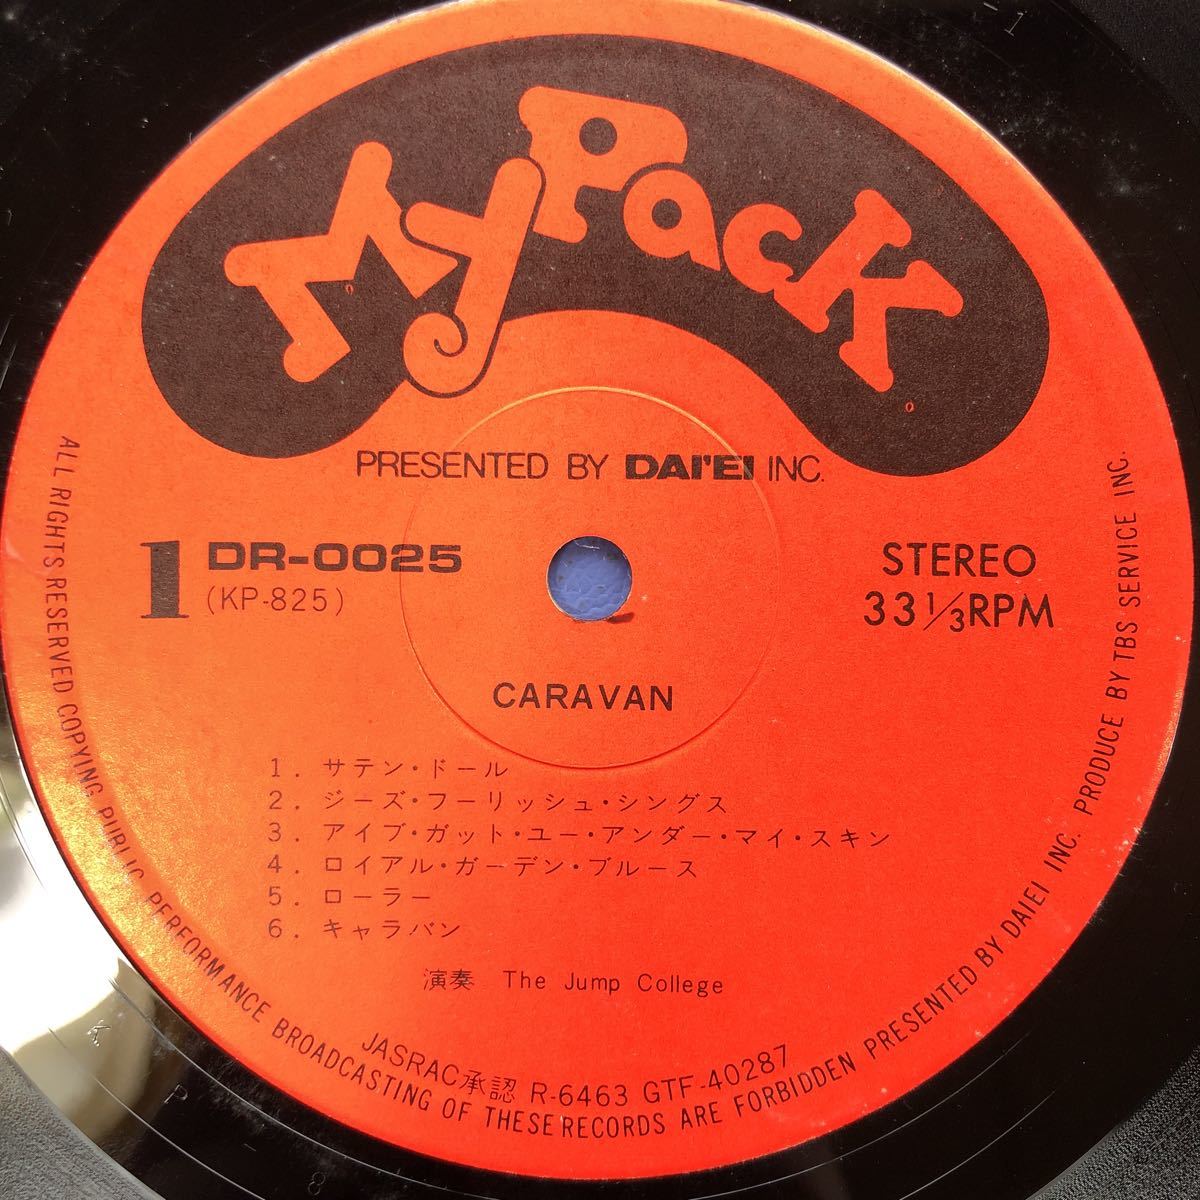 MyPack
PRESENTED BY DAI'EI INC.
1 DR-0025
(KP-825)
STEREO
33 1/3 RPM
CARAVAN
1. サテン・ドール
2. ジーズ・フーリッシュ・シングス
3. アイブ・ガット・ユー・アンダー・マイ・スキン
4. ロイアル・ガーデン・ブルース
5. ローラー
6. キャラバン
演奏 The Jump College
JASRAC承認 R-6463 GTF-40287
ALL RIGHTS RESERVED COPYING PUBLIC PERFORMANCE BROADCASTING OF THESE RECORDS ARE FORBIDDEN PRESENTED BY DAIEI INC. PRODUCE BY TBS SERVICE INC.
K P - 8
-1